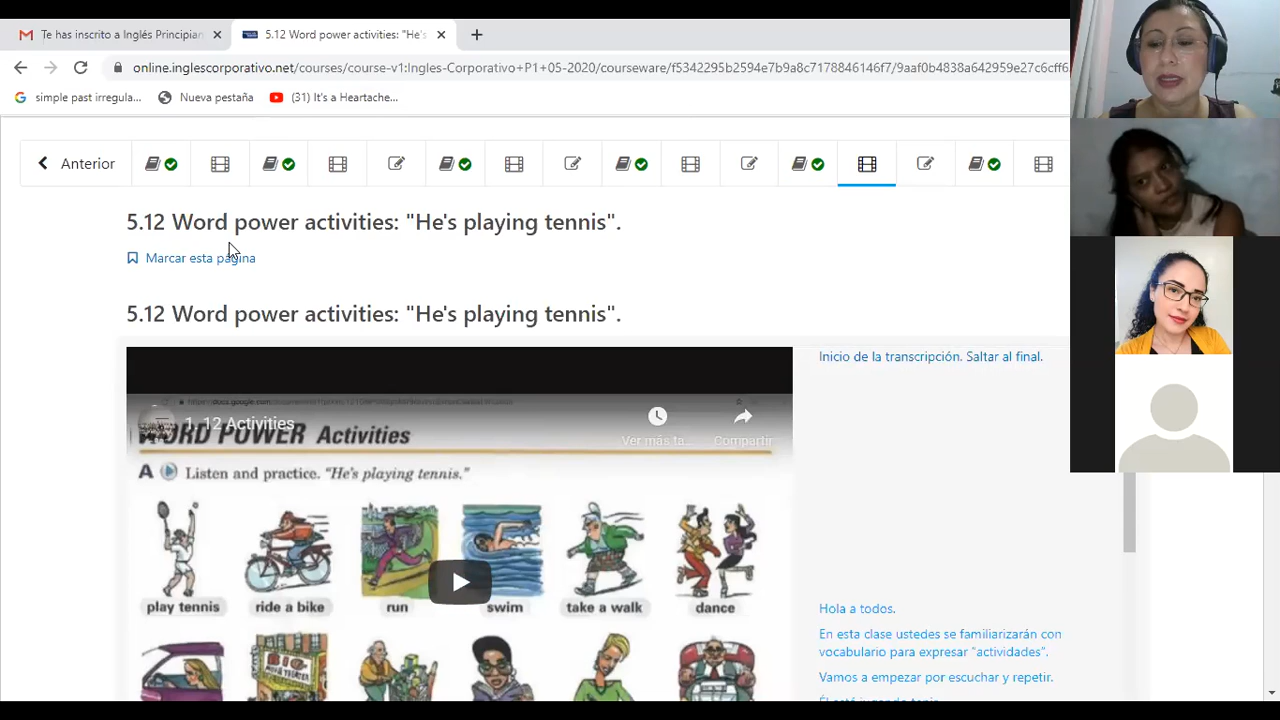 Te has inscrito a Inglés Principian
5.12 Word power activities: "He's
online.inglescorporativo.net/courses/course-v1:Ingles-Corporativo+P1+05-2020/courseware/f5342295b2594e7b9a8c7178846146f7/9aaf0b4838a642959e27c6cff6
simple past irregula...
Nueva pestaña
(31) It's a Heartache...
Anterior
5.12 Word power activities: "He's playing tennis".
Marcar esta página
5.12 Word power activities: "He's playing tennis".
Inicio de la transcripción. Saltar al final.
1. 12 Activities
Ver más ta...
Compartir
WORD POWER Activities
A Listen and practice. "He's playing tennis."
play tennis
ride a bike
run
swim
take a walk
dance
Hola a todos.
En esta clase ustedes se familiarizarán con
vocabulario para expresar "actividades".
Vamos a empezar por escuchar y repetir.